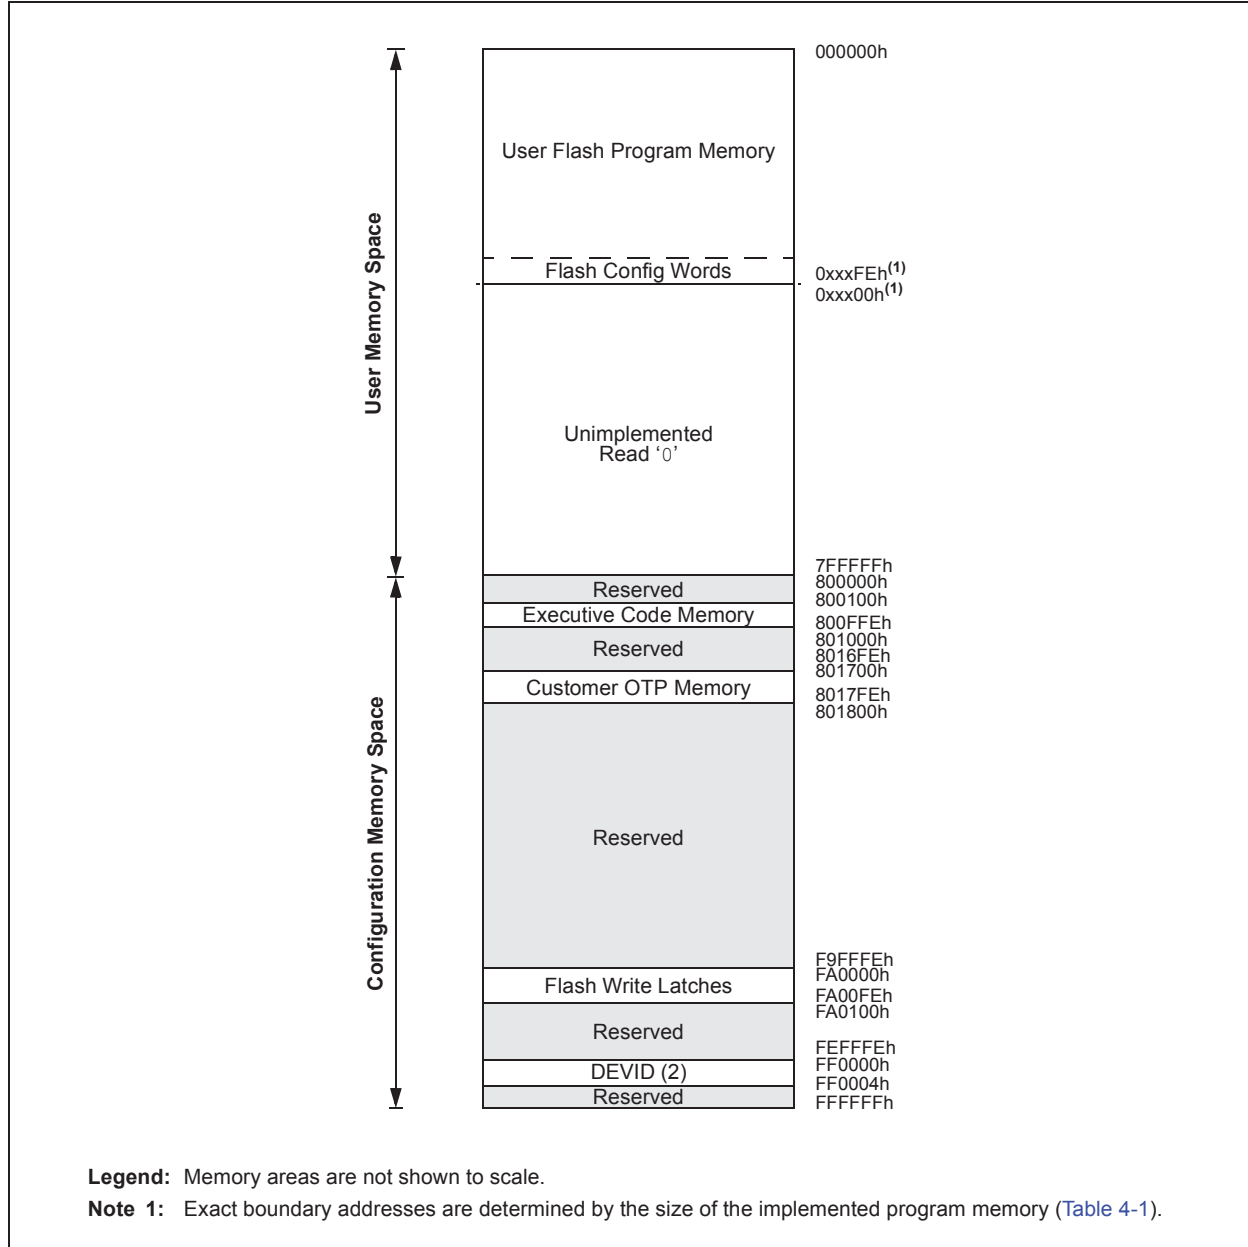 000000h
User Flash Program Memory
Flash Config Words
0xxxFEh(1)
0xxx00h(1)
User Memory Space
Unimplemented
Read ‘0’
7FFFFFh
800000h
Reserved
800100h
Executive Code Memory
800FFEh
801000h
Reserved
8016FEh
801700h
Customer OTP Memory
8017FEh
801800h
Configuration Memory Space
Reserved
F9FFFEh
FA0000h
Flash Write Latches
FA00FEh
FA0100h
Reserved
FEFFFEh
FF0000h
DEVID (2)
FF0004h
Reserved
FFFFFFh
Legend: Memory areas are not shown to scale.
Note 1: Exact boundary addresses are determined by the size of the implemented program memory (Table 4-1).